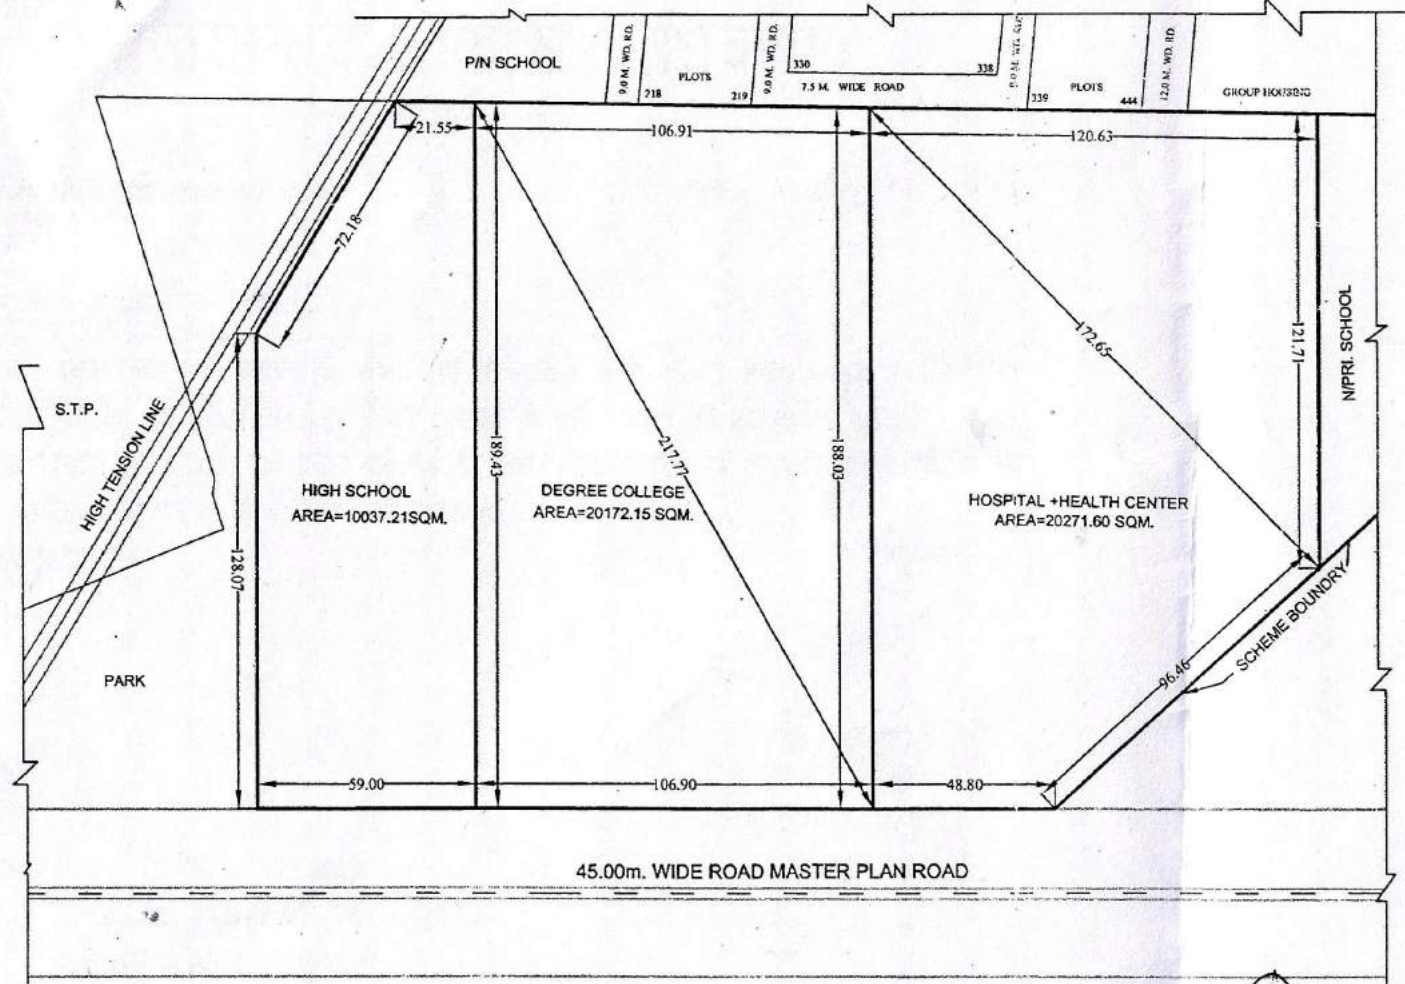 P/N SCHOOL
9.0 M. WD. RD.
PLOTS
218
219
9.0 M. WD. RD.
330
338
7.5 M. WIDE ROAD
PLOTS
239
444
12.0 M. WD. RD.
GROUP HOUSING
21.55
106.91
120.63
72.18
172.65
121.71
N/PRI. SCHOOL
S.T.P.
HIGH TENSION LINE
189.43
217.77
188.03
HIGH SCHOOL
AREA=10037.21SQM.
DEGREE COLLEGE
AREA=20172.15 SQM.
HOSPITAL +HEALTH CENTER
AREA=20271.60 SQM.
128.07
SCHEME BOUNDRY
96.46
PARK
59.00
106.90
48.80
45.00m. WIDE ROAD MASTER PLAN ROAD